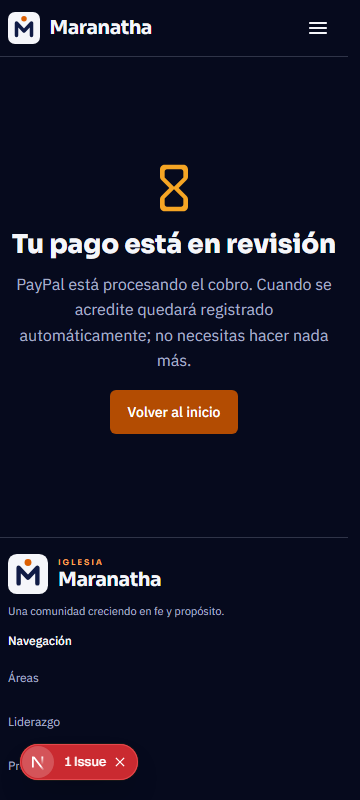 Maranatha
Tu pago está en revisión
PayPal está procesando el cobro. Cuando se
acredite quedará registrado
automáticamente; no necesitas hacer nada
más.
Volver al inicio
IGLESIA
Maranatha
Una comunidad creciendo en fe y propósito.
Navegación
Áreas
Liderazgo
1 Issue